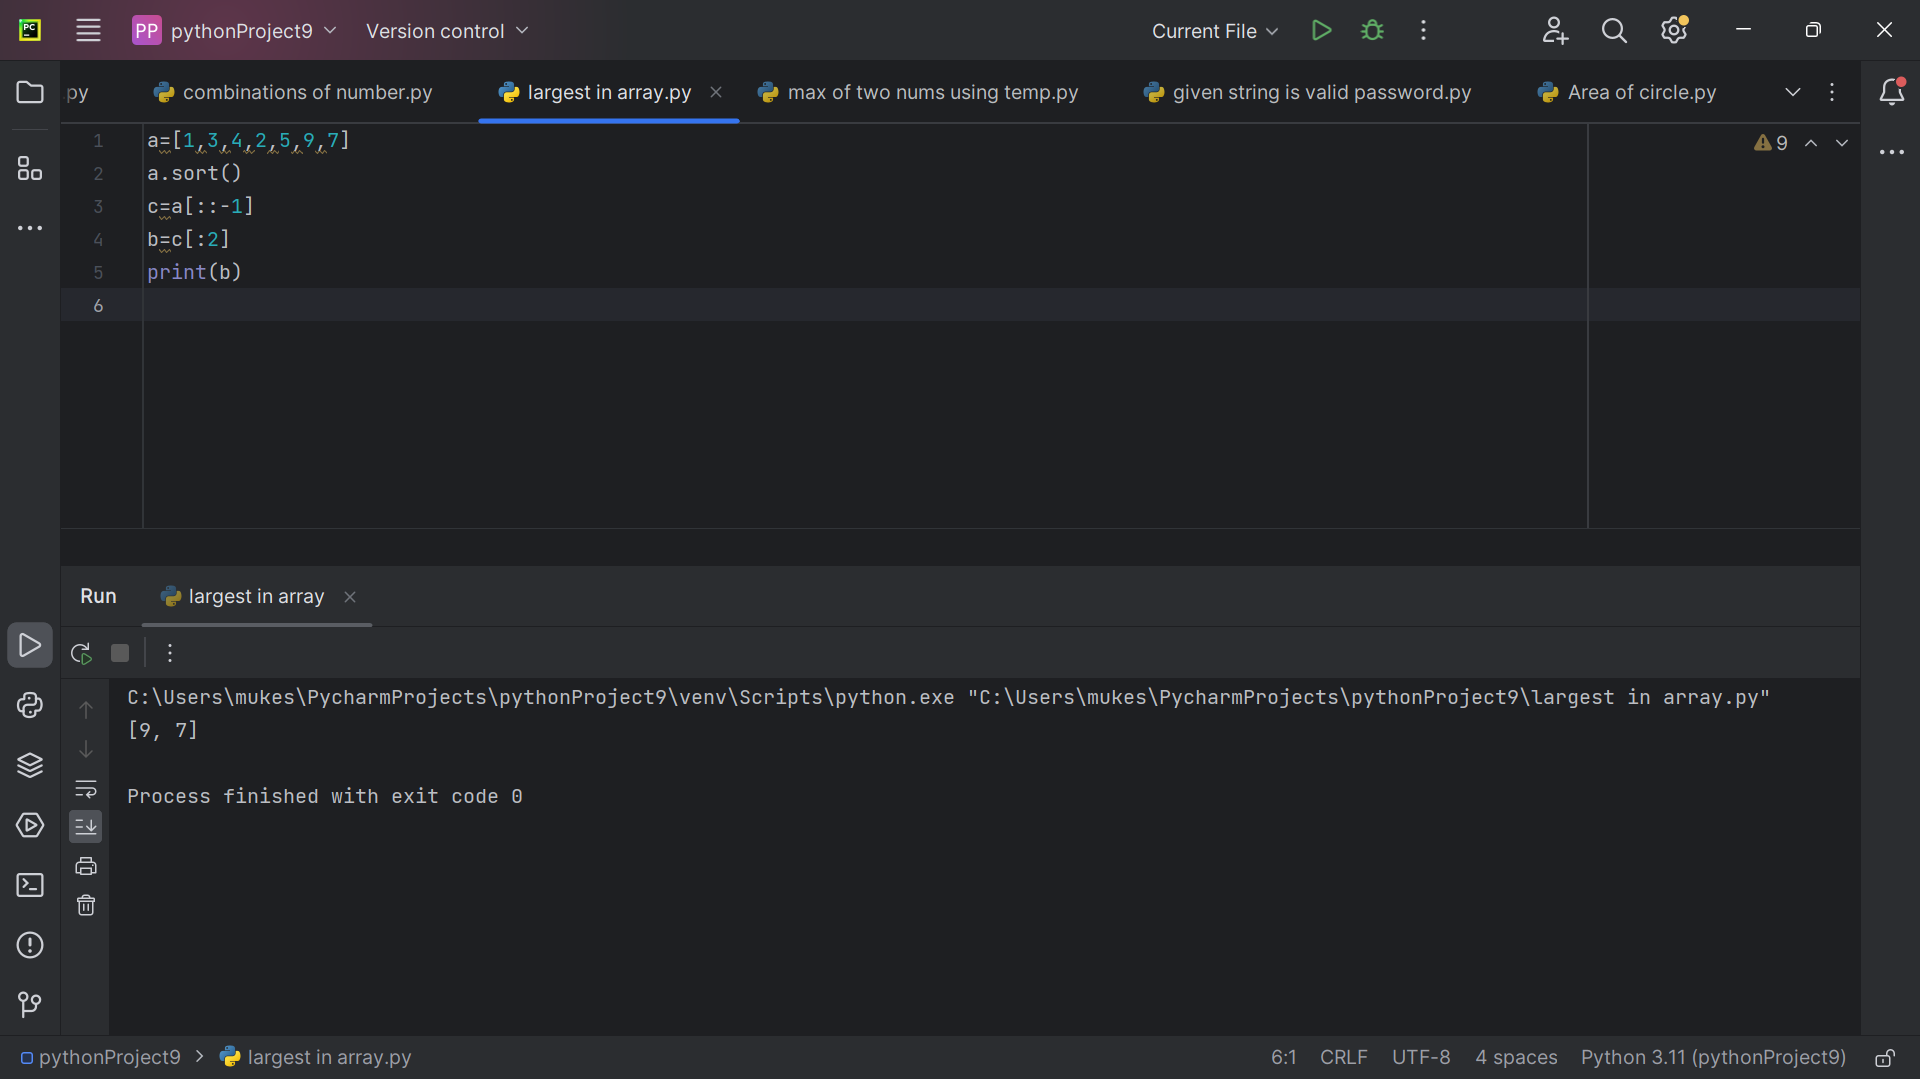 PC
PP pythonProject9 Version control Current File
.py combinations of number.py largest in array.py max of two nums using temp.py given string is valid password.py Area of circle.py
1 a=[1,3,4,2,5,9,7] 9
2 a.sort()
3 c=a[::-1]
4 b=c[:2]
5 print(b)
6
Run largest in array
C:\Users\mukes\PycharmProjects\pythonProject9\venv\Scripts\python.exe "C:\Users\mukes\PycharmProjects\pythonProject9\largest in array.py"
[9, 7]
Process finished with exit code 0
pythonProject9 > largest in array.py 6:1 CRLF UTF-8 4 spaces Python 3.11 (pythonProject9)